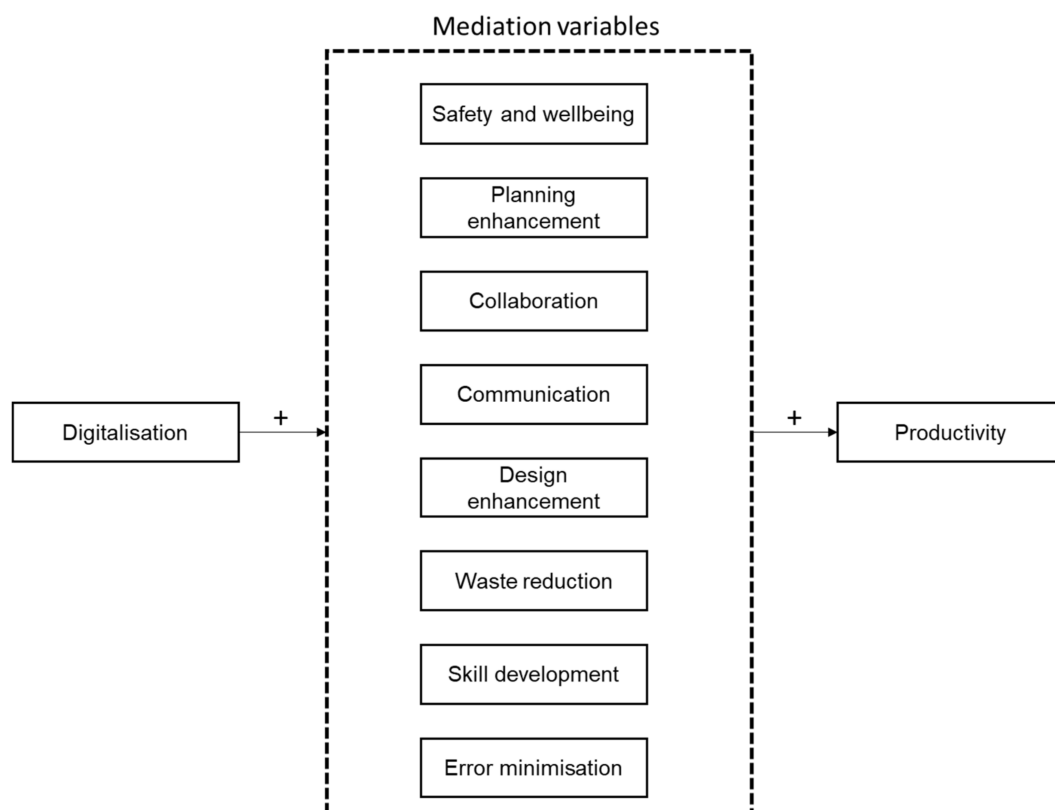 Mediation variables
Safety and wellbeing
Planning
enhancement
Collaboration
Communication
Digitalisation
+
+
Productivity
Design
enhancement
Waste reduction
Skill development
Error minimisation